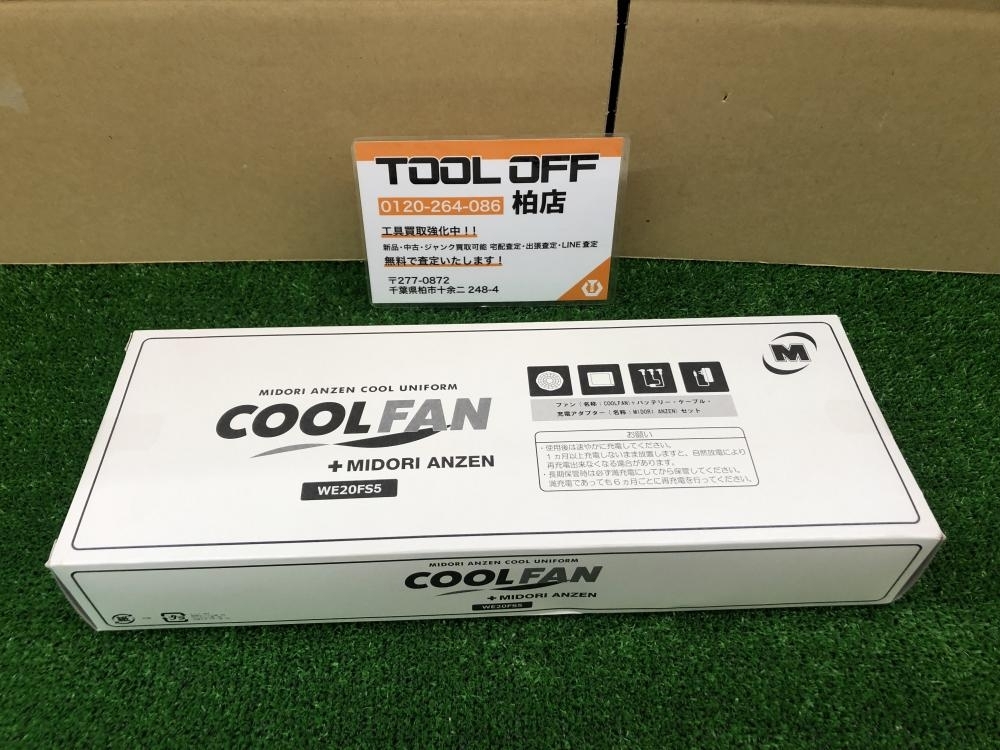 TOOL OFF
0120-264-086 柏店
工具買取強化中！！
新品・中古・ジャンク買取可能 宅配査定・出張査定・LINE査定
無料で査定いたします！
〒277-0872
千葉県柏市十余二 248-4
M
MIDORI ANZEN COOL UNIFORM
COOL FAN
+MIDORI ANZEN
WE20FS5
ファン（名称：COOLFAN）・バッテリー・ケーブル・
充電アダプター（名称：MIDORI ANZEN）セット
お願い
・使用後は速やかに充電してください。
1ヵ月以上充電しないまま放置しますと、自然放電により
再充電出来なくなる場合があります。
・長期保管時は必ず満充電にしてから保管してください。
満充電であっても6ヵ月ごとに再充電を行ってください。
MIDORI ANZEN COOL UNIFORM
COOL FAN
+MIDORI ANZEN
WE20FS5